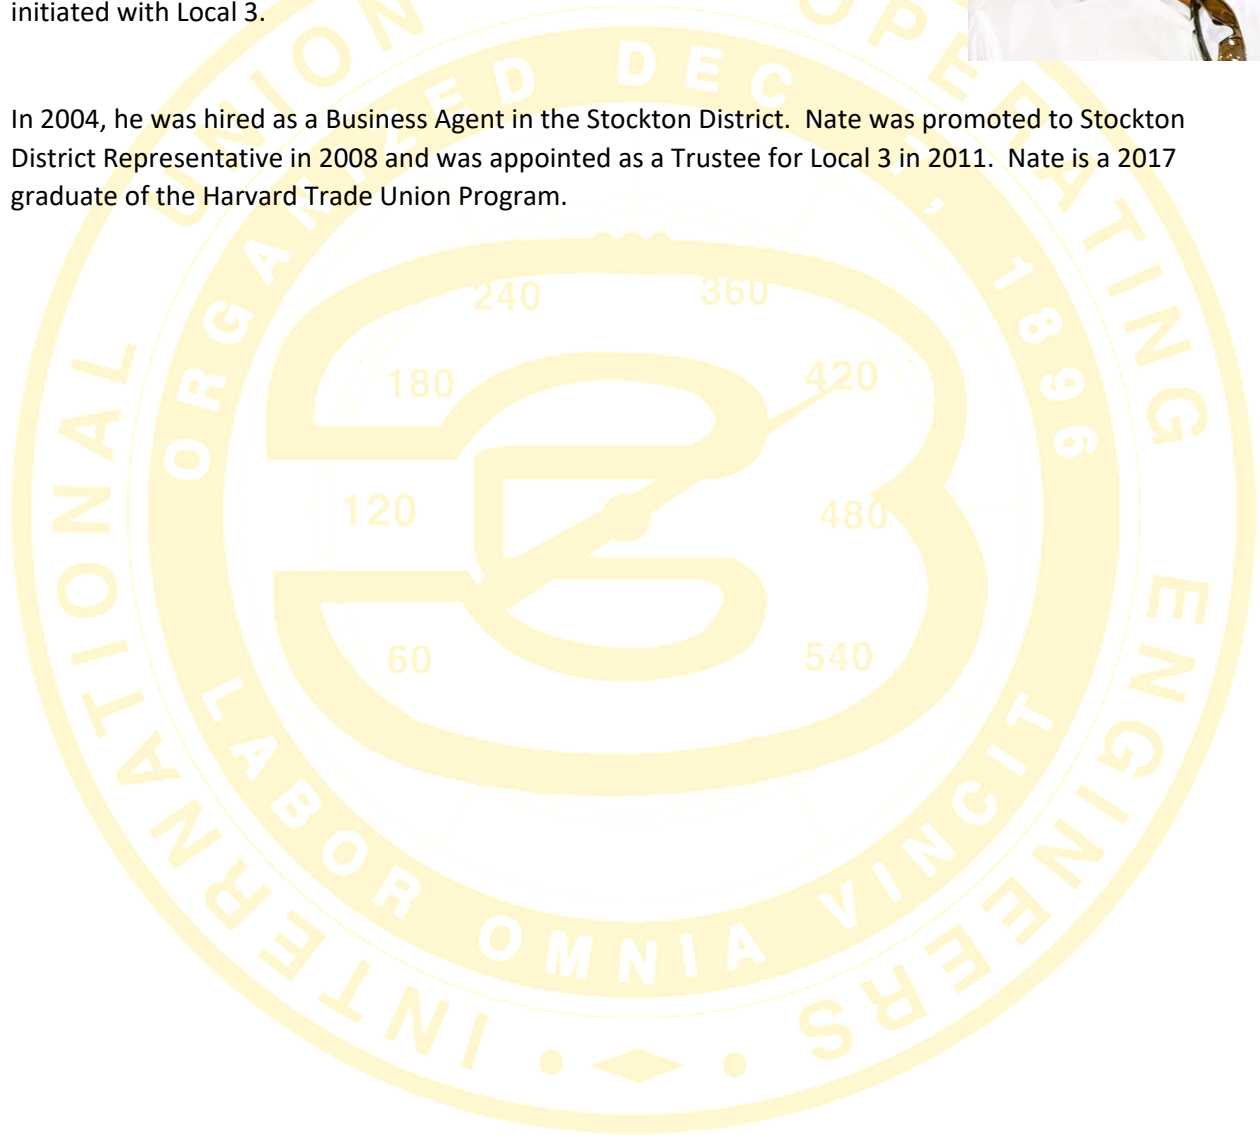 initiated with Local 3.
In 2004, he was hired as a Business Agent in the Stockton District.  Nate was promoted to Stockton
District Representative in 2008 and was appointed as a Trustee for Local 3 in 2011.  Nate is a 2017
graduate of the Harvard Trade Union Program.
INTERNATIONAL UNION OPERATING ENGINEERS
ORGANIZED DEC , 1896
LABOR OMNIA VINCIT
3
240 360
180 420
120 480
60 540